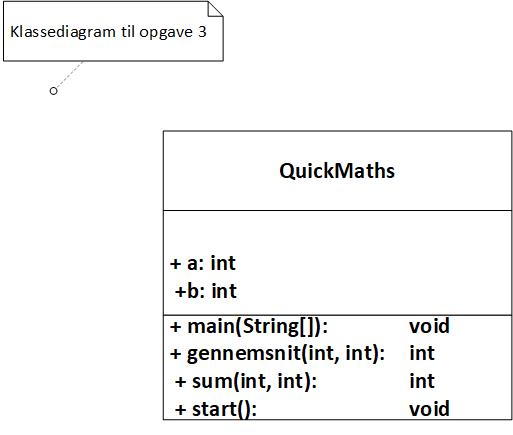 Klassediagram til opgave 3
QuickMaths
+ a: int
+b: int
+ main(String[]): void
+ gennemsnit(int, int): int
+ sum(int, int): int
+ start(): void